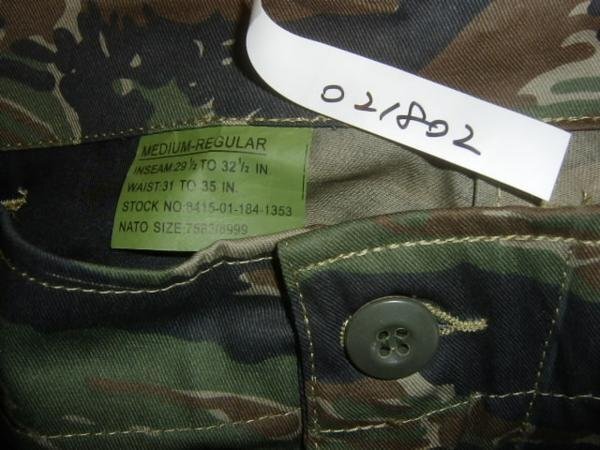 021802
MEDIUM-REGULAR
INSEAM:29 1/2 TO 32 1/2 IN
WAIST:31 TO 35 IN.
STOCK NO:8415-01-184-1353
NATO SIZE:7583/8999